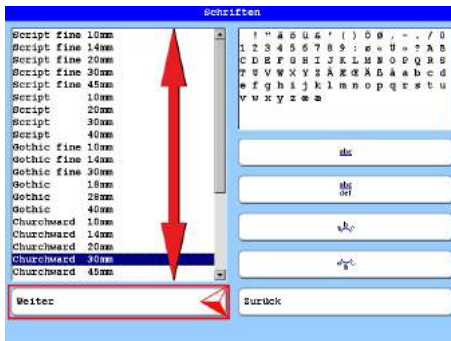 Schriften
Script fine 10mm
Script fine 14mm
Script fine 20mm
Script fine 30mm
Script fine 45mm
Script 10mm
Script 20mm
Script 30mm
Script 40mm
Gothic fine 10mm
Gothic fine 14mm
Gothic fine 30mm
Gothic 18mm
Gothic 28mm
Gothic 40mm
Churchward 10mm
Churchward 14mm
Churchward 20mm
Churchward 30mm
Churchward 45mm
1 2 3 4 5 6 7 8 9 :
C D E F G H I J K L M N O P Q R S
e f g h i j k l m n o p q r s t u
v w x y z
abc
abc
def
Weiter
Zurück